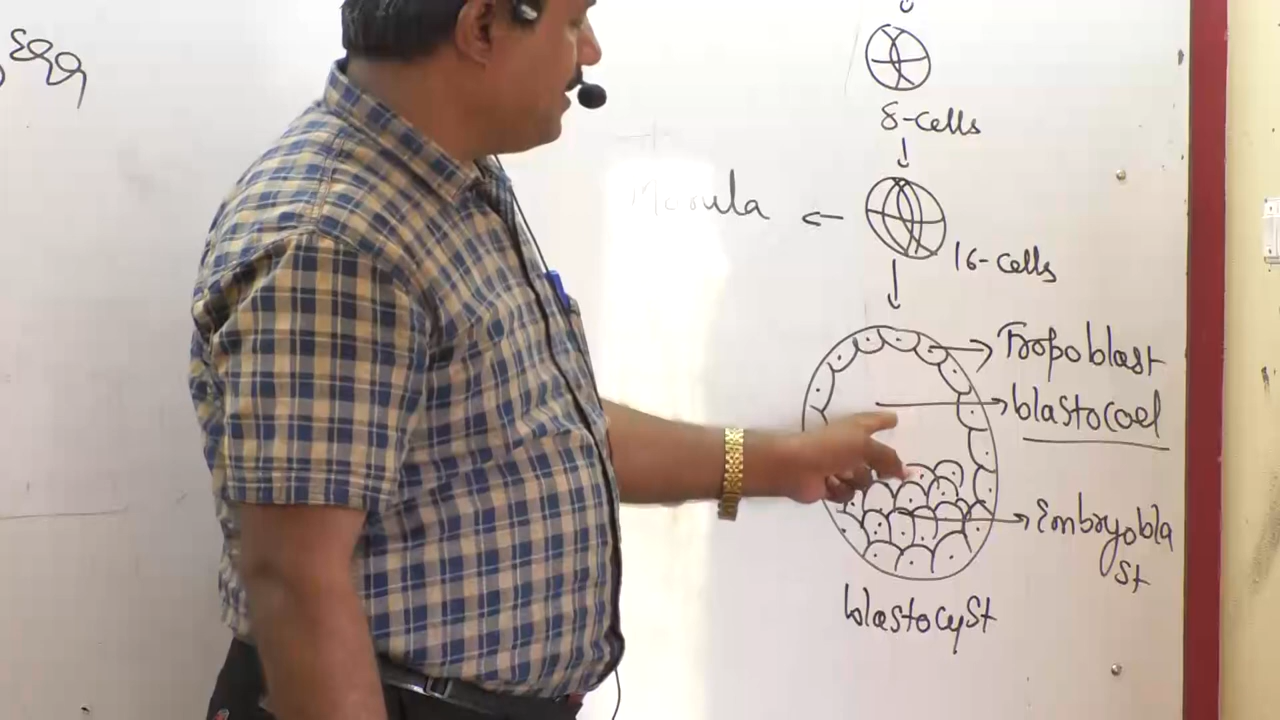 8-cells
Morula
16-cells
Tropoblast
blastocoel
Embryobla
st
blastocyst